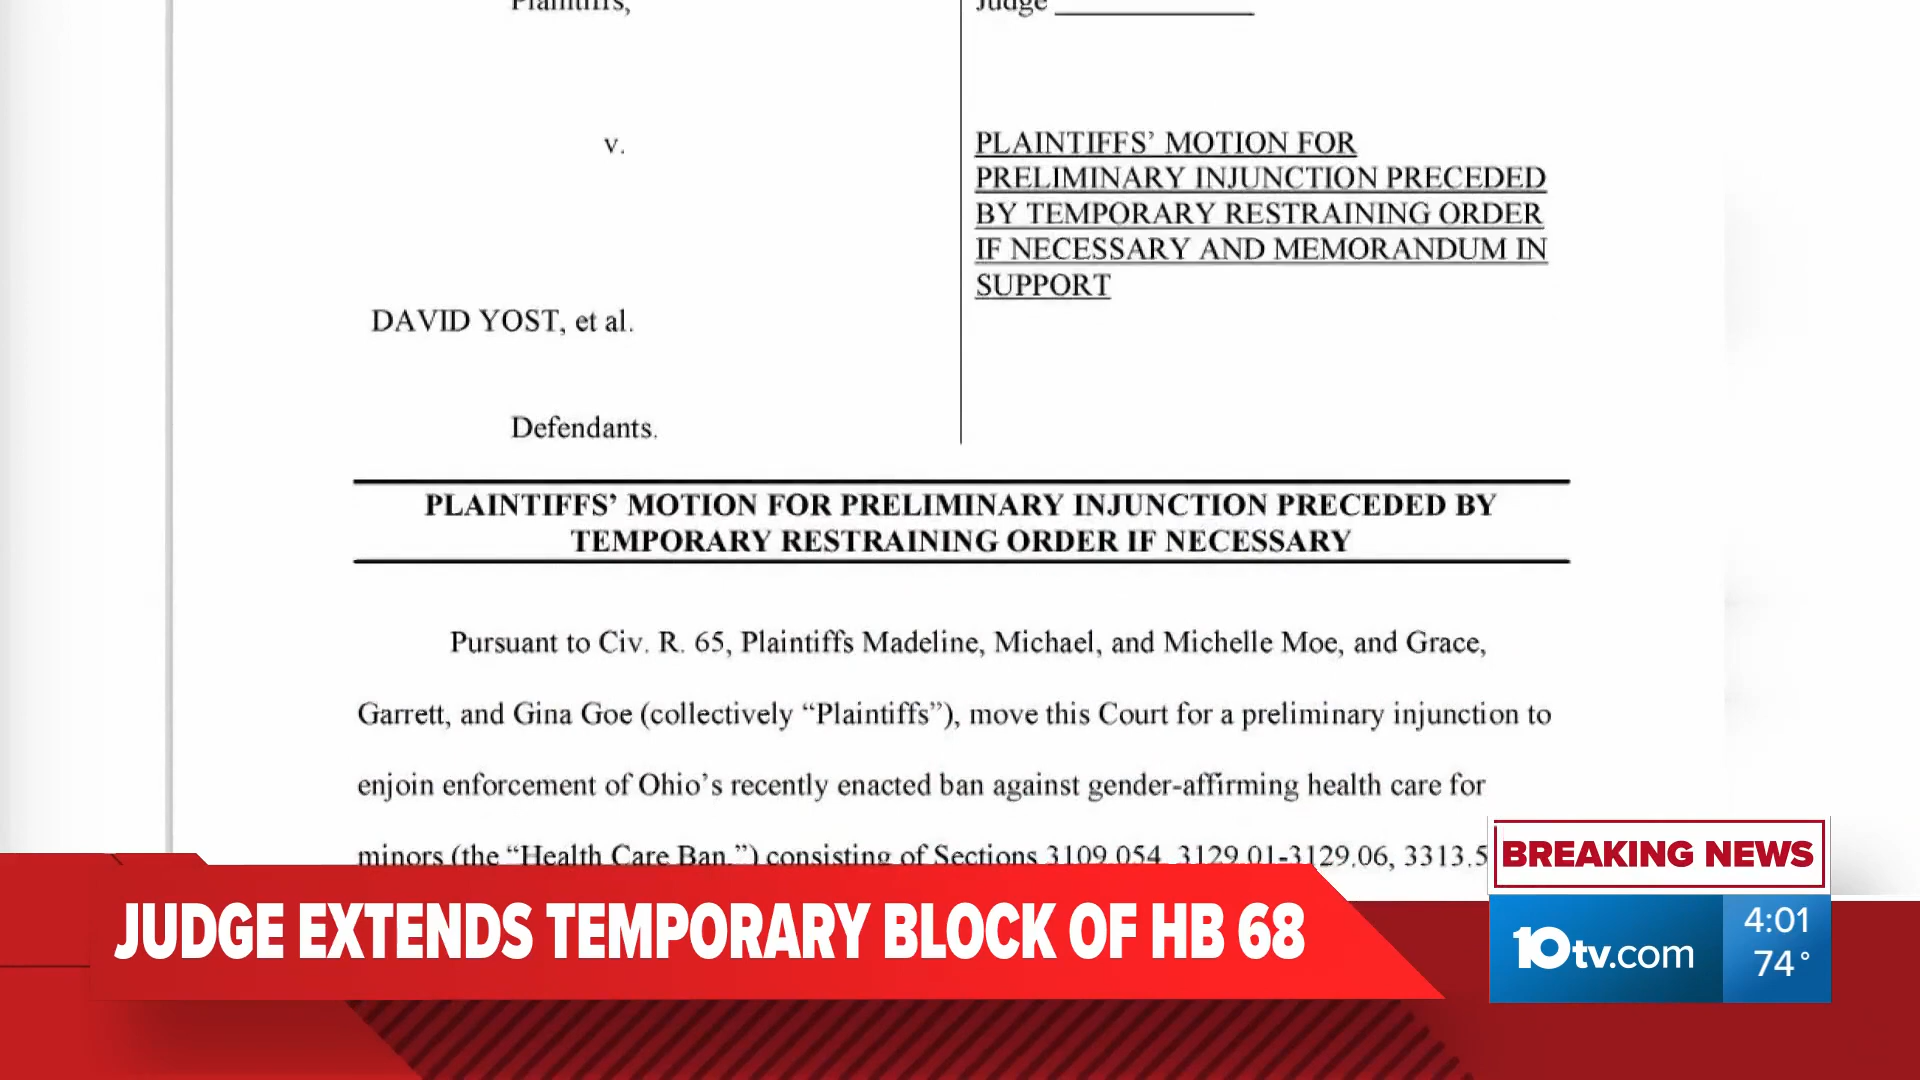 Plaintiffs,
Judge
v.
PLAINTIFFS’ MOTION FOR
PRELIMINARY INJUNCTION PRECEDED
BY TEMPORARY RESTRAINING ORDER
IF NECESSARY AND MEMORANDUM IN
SUPPORT
DAVID YOST, et al.
Defendants.
PLAINTIFFS’ MOTION FOR PRELIMINARY INJUNCTION PRECEDED BY
TEMPORARY RESTRAINING ORDER IF NECESSARY
Pursuant to Civ. R. 65, Plaintiffs Madeline, Michael, and Michelle Moe, and Grace,
Garrett, and Gina Goe (collectively “Plaintiffs”), move this Court for a preliminary injunction to
enjoin enforcement of Ohio’s recently enacted ban against gender-affirming health care for
minors (the “Health Care Ban,”) consisting of Sections 3109.054, 3129.01-3129.06, 3313.5
BREAKING NEWS
JUDGE EXTENDS TEMPORARY BLOCK OF HB 68
10tv.com
4:01
74°